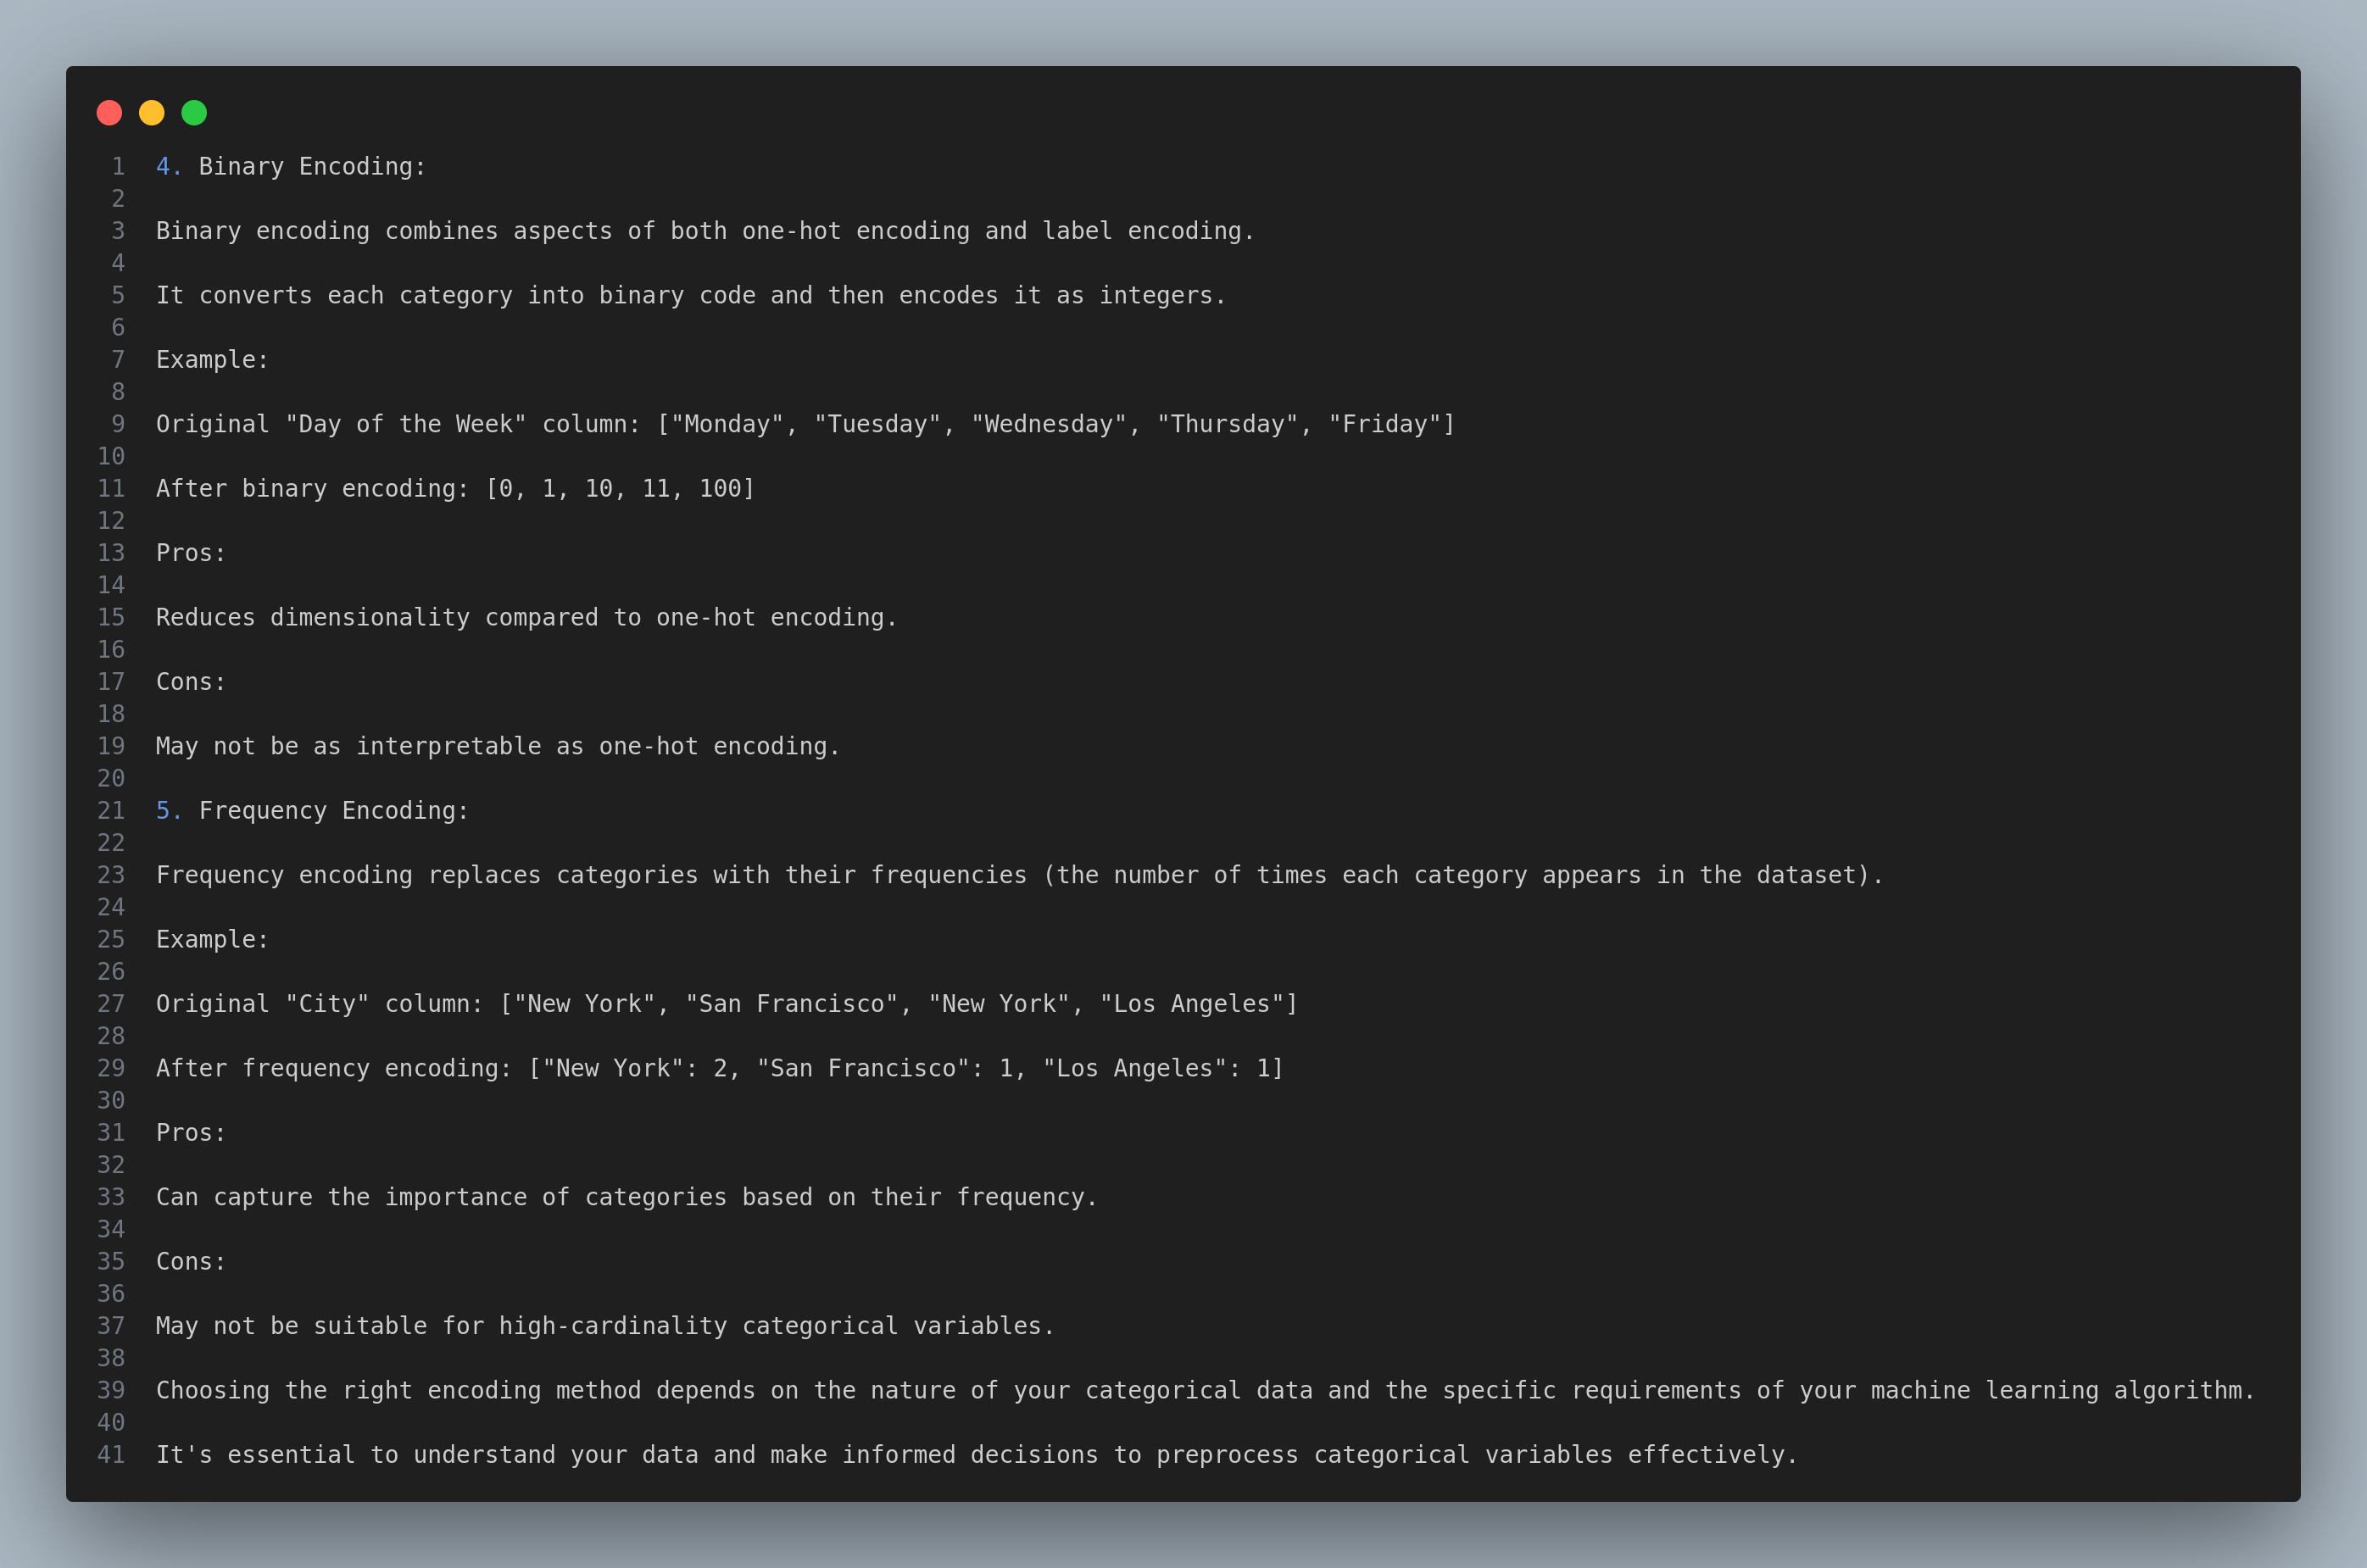 1 4. Binary Encoding:
2
3 Binary encoding combines aspects of both one-hot encoding and label encoding.
4
5 It converts each category into binary code and then encodes it as integers.
6
7 Example:
8
9 Original "Day of the Week" column: ["Monday", "Tuesday", "Wednesday", "Thursday", "Friday"]
10
11 After binary encoding: [0, 1, 10, 11, 100]
12
13 Pros:
14
15 Reduces dimensionality compared to one-hot encoding.
16
17 Cons:
18
19 May not be as interpretable as one-hot encoding.
20
21 5. Frequency Encoding:
22
23 Frequency encoding replaces categories with their frequencies (the number of times each category appears in the dataset).
24
25 Example:
26
27 Original "City" column: ["New York", "San Francisco", "New York", "Los Angeles"]
28
29 After frequency encoding: ["New York": 2, "San Francisco": 1, "Los Angeles": 1]
30
31 Pros:
32
33 Can capture the importance of categories based on their frequency.
34
35 Cons:
36
37 May not be suitable for high-cardinality categorical variables.
38
39 Choosing the right encoding method depends on the nature of your categorical data and the specific requirements of your machine learning algorithm.
40
41 It's essential to understand your data and make informed decisions to preprocess categorical variables effectively.